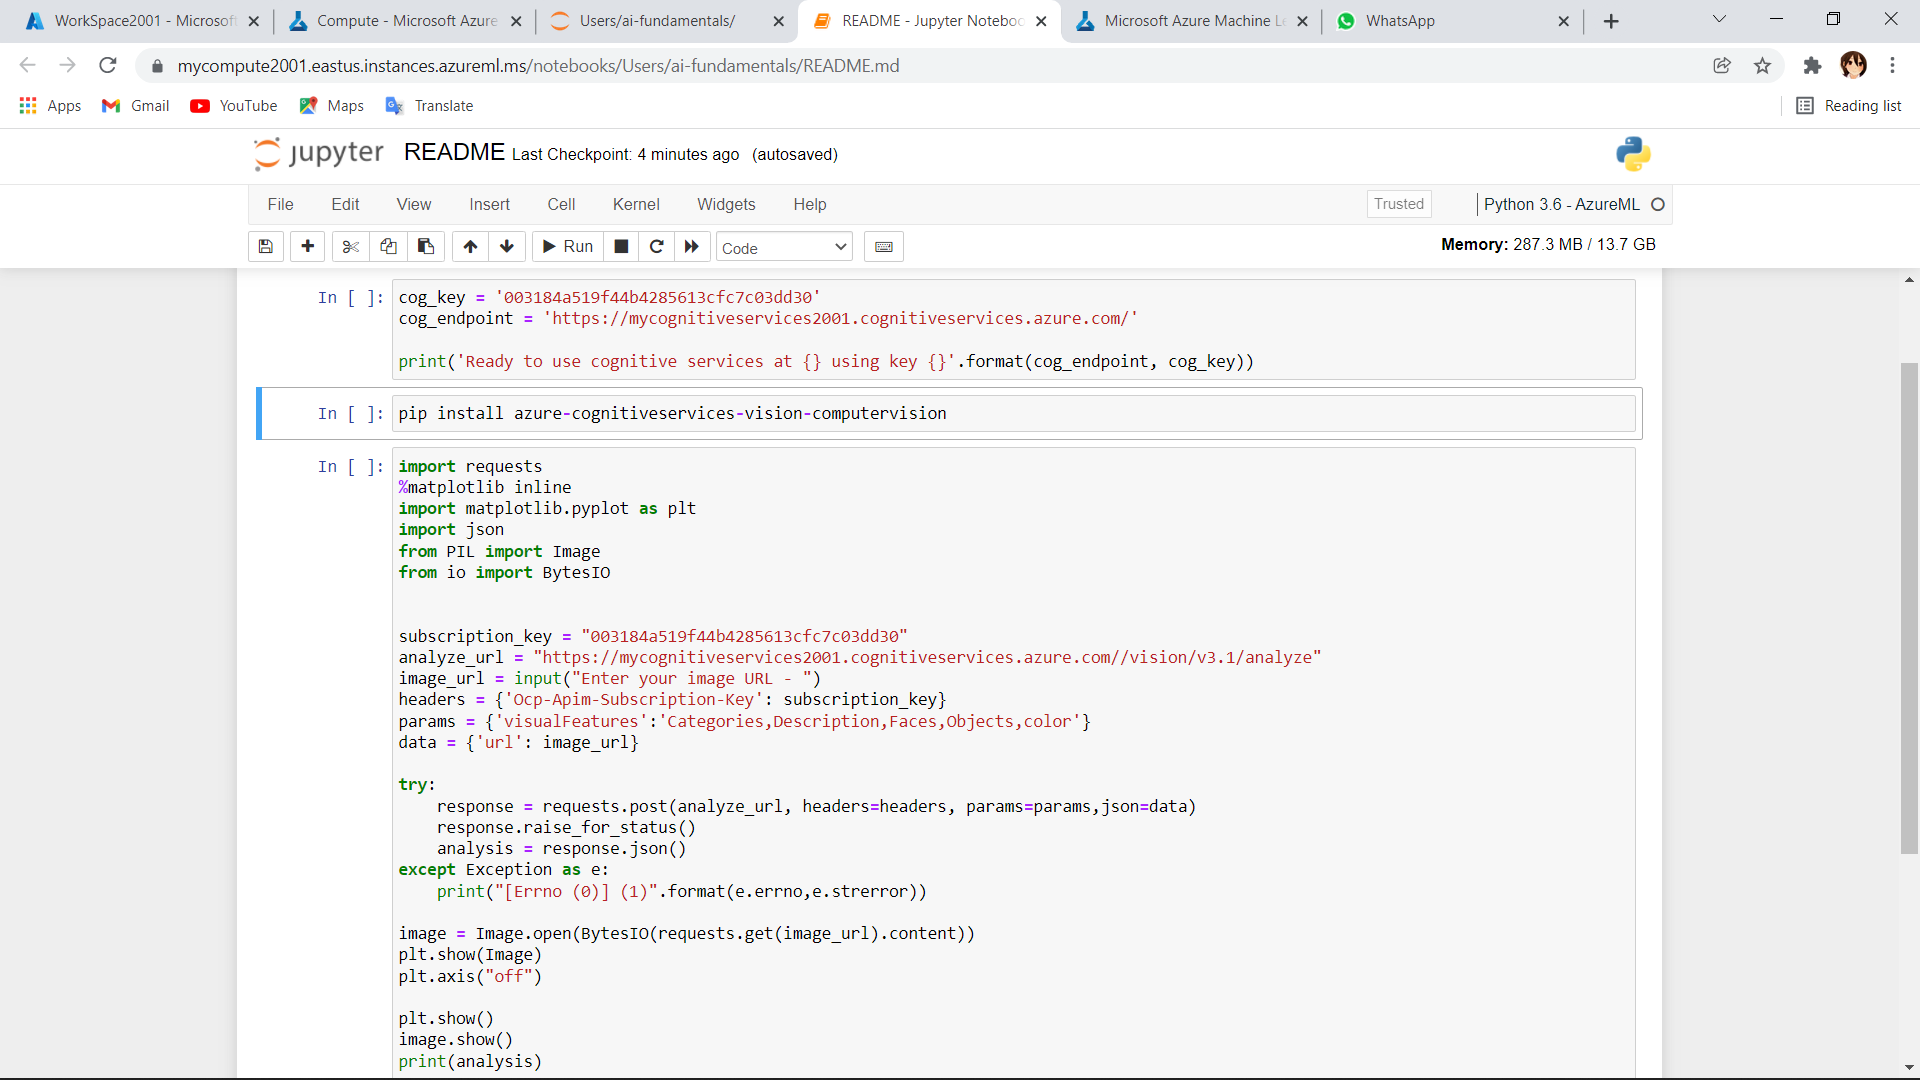 WorkSpace2001 - Microsoft
Compute - Microsoft Azure
Users/ai-fundamentals/
README - Jupyter Noteboo
Microsoft Azure Machine Le
WhatsApp
mycompute2001.eastus.instances.azureml.ms/notebooks/Users/ai-fundamentals/README.md
Apps Gmail YouTube Maps Translate Reading list
jupyter README Last Checkpoint: 4 minutes ago (autosaved)
File Edit View Insert Cell Kernel Widgets Help Trusted Python 3.6 - AzureML
Run Code Memory: 287.3 MB / 13.7 GB
In [ ]: cog_key = '003184a519f44b4285613cfc7c03dd30'
cog_endpoint = 'https://mycognitiveservices2001.cognitiveservices.azure.com/'
print('Ready to use cognitive services at {} using key {}'.format(cog_endpoint, cog_key))
In [ ]: pip install azure-cognitiveservices-vision-computervision
In [ ]: import requests
%matplotlib inline
import matplotlib.pyplot as plt
import json
from PIL import Image
from io import BytesIO
subscription_key = "003184a519f44b4285613cfc7c03dd30"
analyze_url = "https://mycognitiveservices2001.cognitiveservices.azure.com//vision/v3.1/analyze"
image_url = input("Enter your image URL - ")
headers = {'Ocp-Apim-Subscription-Key': subscription_key}
params = {'visualFeatures':'Categories,Description,Faces,Objects,color'}
data = {'url': image_url}
try:
    response = requests.post(analyze_url, headers=headers, params=params,json=data)
    response.raise_for_status()
    analysis = response.json()
except Exception as e:
    print("[Errno (0)] (1)".format(e.errno,e.strerror))
image = Image.open(BytesIO(requests.get(image_url).content))
plt.show(Image)
plt.axis("off")
plt.show()
image.show()
print(analysis)